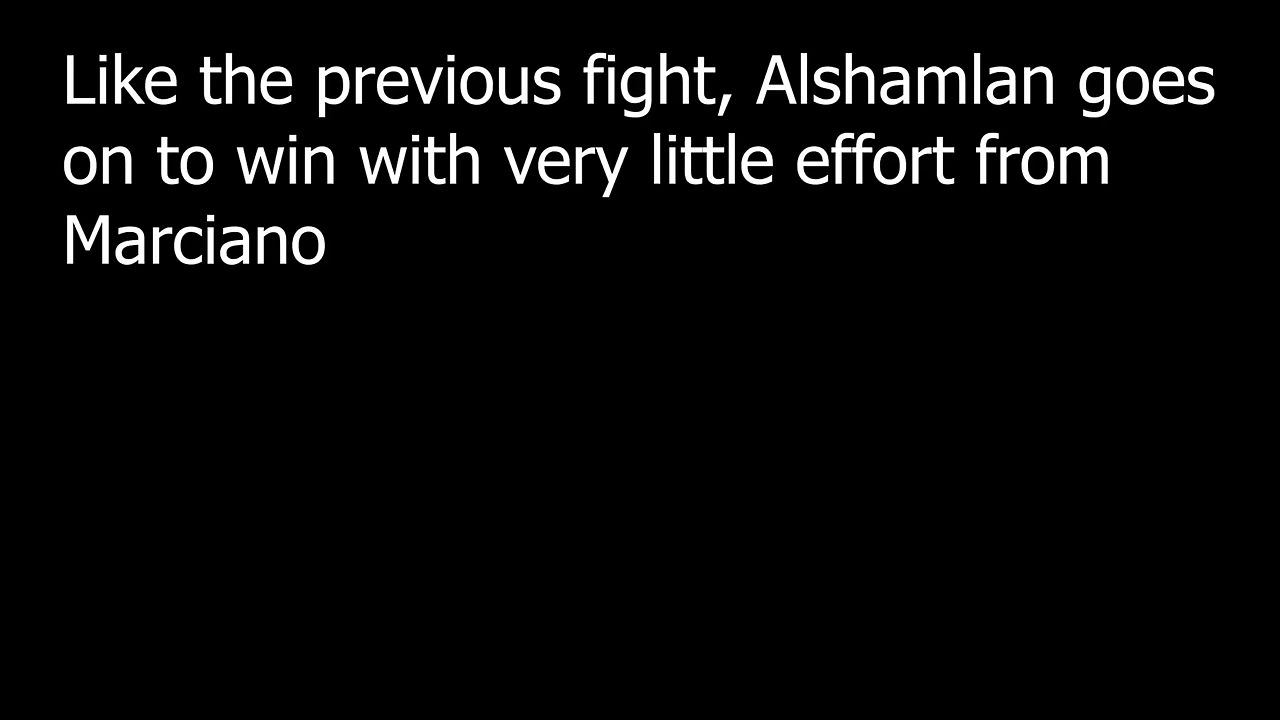 Like the previous fight, Alshamlan goes
on to win with very little effort from
Marciano